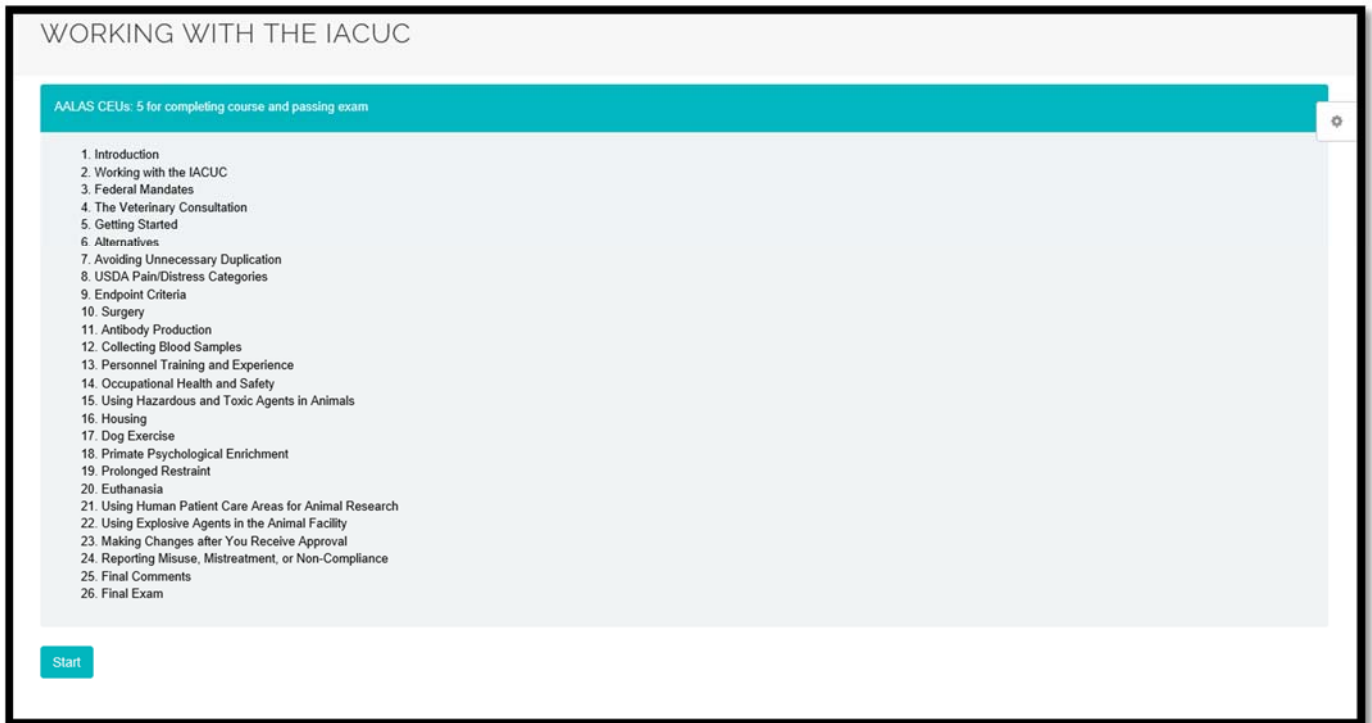 WORKING WITH THE IACUC
AALAS CEUs: 5 for completing course and passing exam
1. Introduction
2. Working with the IACUC
3. Federal Mandates
4. The Veterinary Consultation
5. Getting Started
6. Alternatives
7. Avoiding Unnecessary Duplication
8. USDA Pain/Distress Categories
9. Endpoint Criteria
10. Surgery
11. Antibody Production
12. Collecting Blood Samples
13. Personnel Training and Experience
14. Occupational Health and Safety
15. Using Hazardous and Toxic Agents in Animals
16. Housing
17. Dog Exercise
18. Primate Psychological Enrichment
19. Prolonged Restraint
20. Euthanasia
21. Using Human Patient Care Areas for Animal Research
22. Using Explosive Agents in the Animal Facility
23. Making Changes after You Receive Approval
24. Reporting Misuse, Mistreatment, or Non-Compliance
25. Final Comments
26. Final Exam
Start